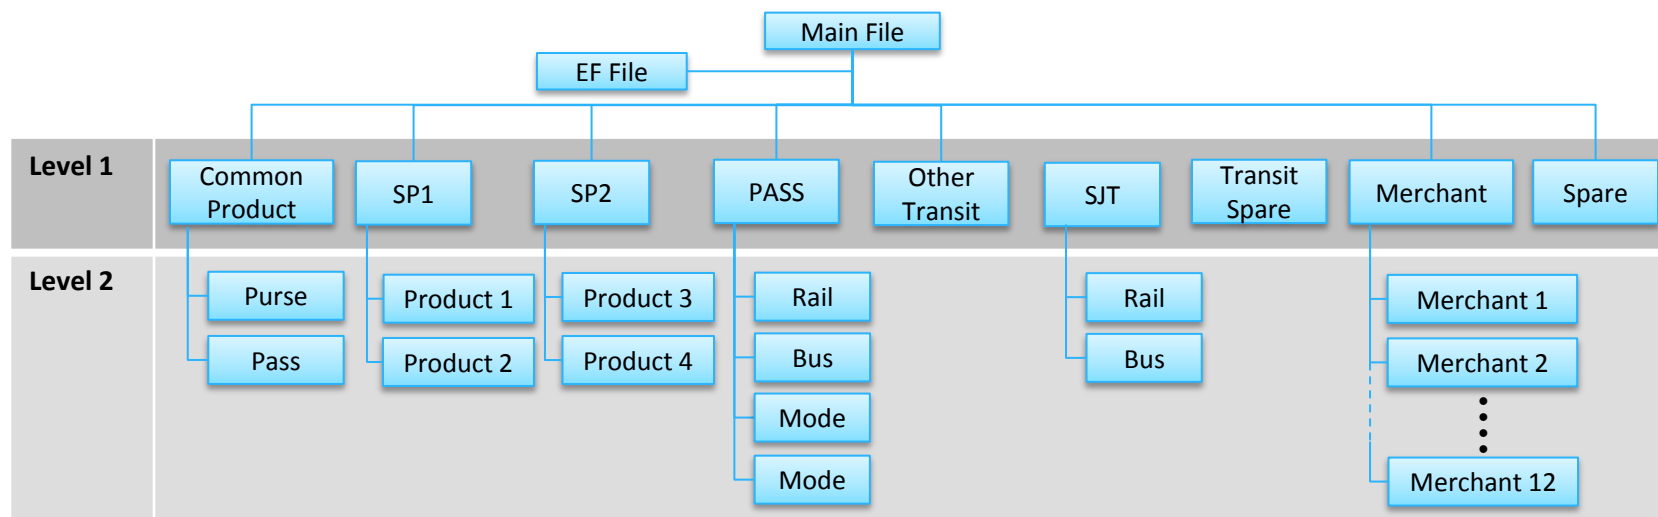 Main File
EF File
Level 1
Common
Product
SP1
SP2
PASS
Other
Transit
SJT
Transit
Spare
Merchant
Spare
Level 2
Purse
Pass
Product 1
Product 2
Product 3
Product 4
Rail
Bus
Mode
Mode
Rail
Bus
Merchant 1
Merchant 2
Merchant 12